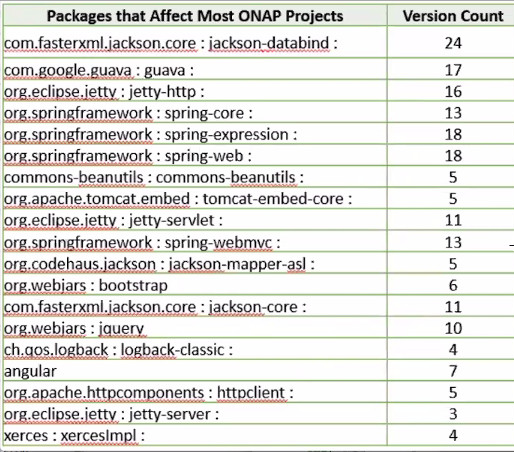 Packages that Affect Most ONAP Projects Version Count
com.fasterxml.jackson.core : jackson-databind : 24
com.google.guava : guava : 17
org.eclipse.jetty : jetty-http : 16
org.springframework : spring-core : 13
org.springframework : spring-expression : 18
org.springframework : spring-web : 18
commons-beanutils : commons-beanutils : 5
org.apache.tomcat.embed : tomcat-embed-core : 5
org.eclipse.jetty : jetty-servlet : 11
org.springframework : spring-webmvc : 13
org.codehaus.jackson : jackson-mapper-asl : 5
org.webjars : bootstrap 6
com.fasterxml.jackson.core : jackson-core : 11
org.webjars : jquery 10
ch.qos.logback : logback-classic : 4
angular 7
org.apache.httpcomponents : httpclient : 5
org.eclipse.jetty : jetty-server : 3
xerces : xercesImpl : 4